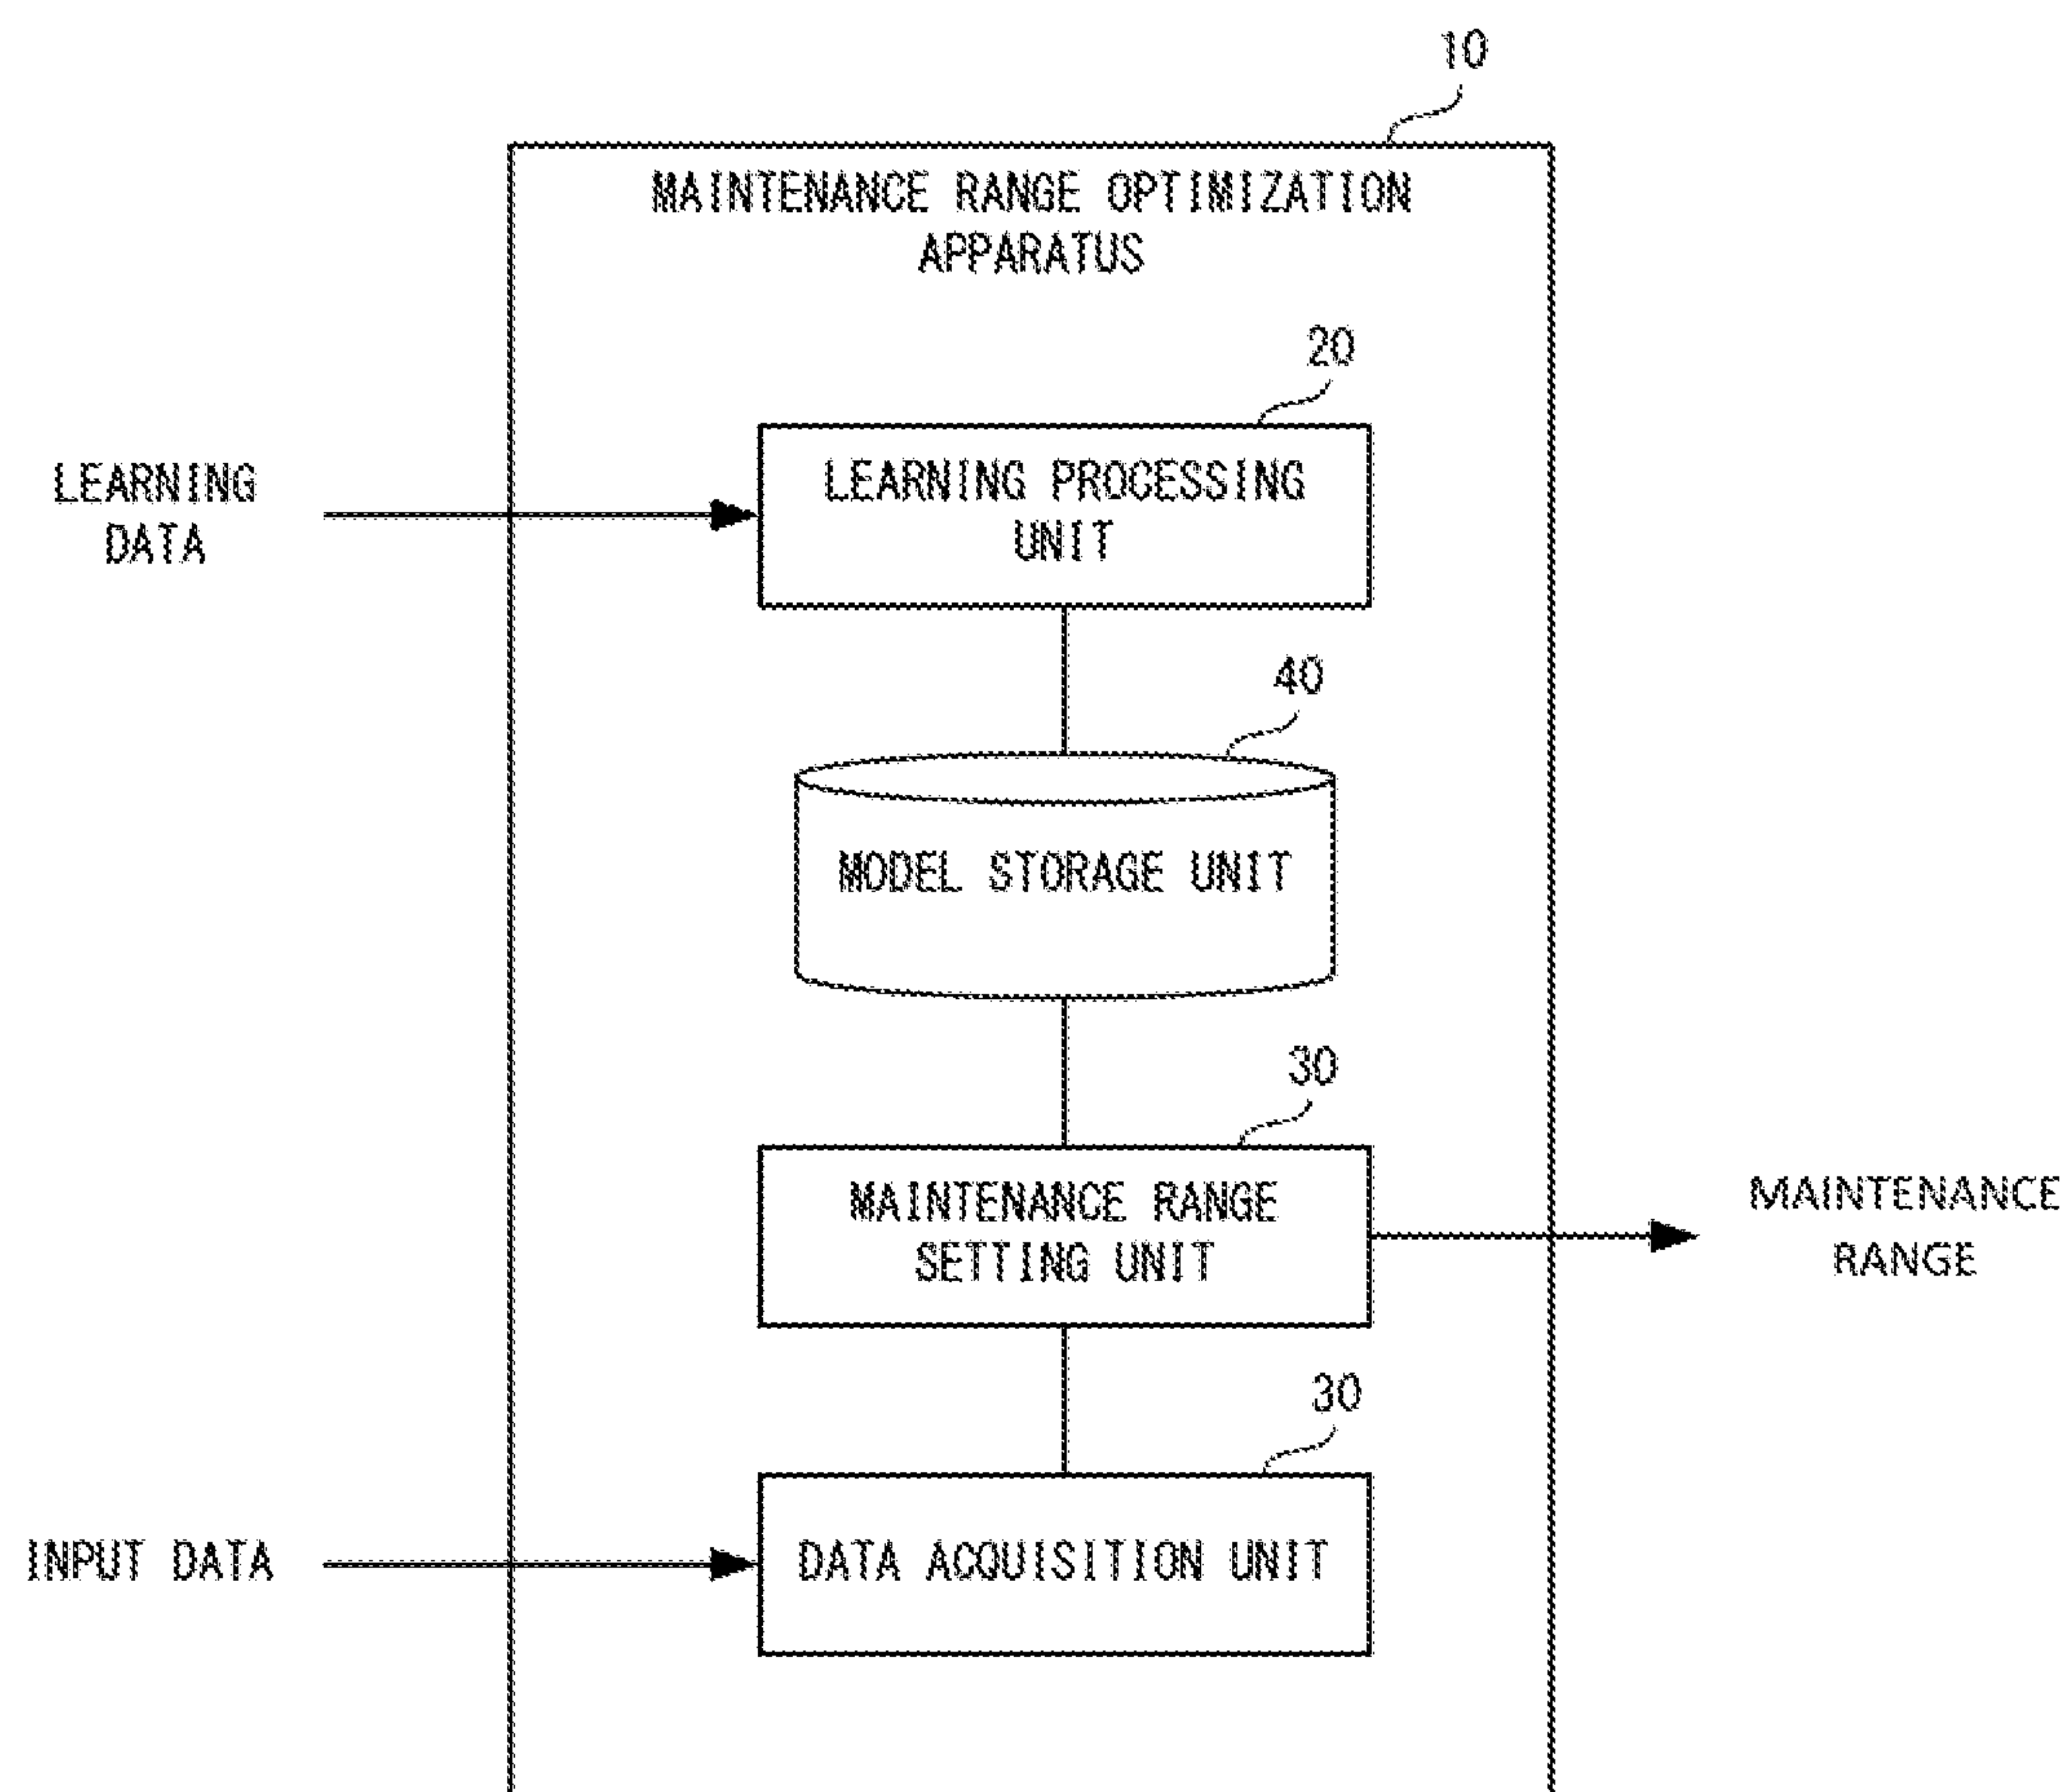 10
MAINTENANCE RANGE OPTIMIZATION
APPARATUS
20
LEARNING
DATA
LEARNING PROCESSING
UNIT
40
MODEL STORAGE UNIT
30
MAINTENANCE RANGE
SETTING UNIT
MAINTENANCE
RANGE
30
INPUT DATA
DATA ACQUISITION UNIT